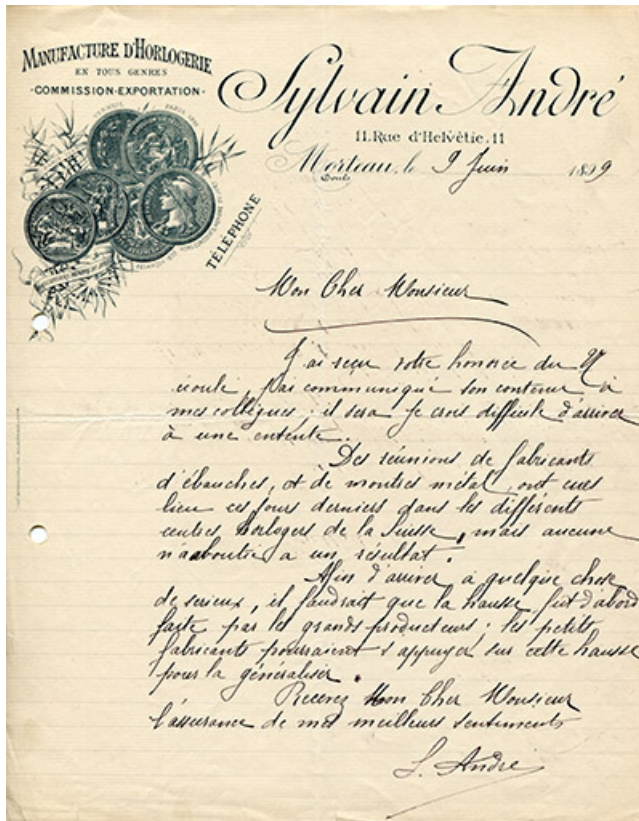 MANUFACTURE D'HORLOGERIE
EN TOUS GENRES
COMMISSION-EXPORTATION
Sylvain André
11. Rue d'Helvétie. 11
Morteau, le 9 Juin 1899
Doubs
TÉLÉPHONE
Mon Cher Monsieur
J'ai reçu votre honorée du
écoulé, j'ai communiqué son contenu à
mes collègues; il sera je crois difficile d'arriver
à une entente.
Des réunions de fabricants
d'ébauches, et de montres métal, ont eues
lieu ces jours derniers dans les différents
centres horlogers de la Suisse, mais aucune
n'a aboutie à un résultat.
Afin d'arriver à quelque chose
de serieux, il faudrait que la hausse fut d'abord
faite par les grands producteurs; les petits
fabricants pourraient s'appuyer sur cette hausse
pour la généraliser.
Recevez Mon Cher Monsieur
l'assurance de mes meilleurs sentiments
S. André